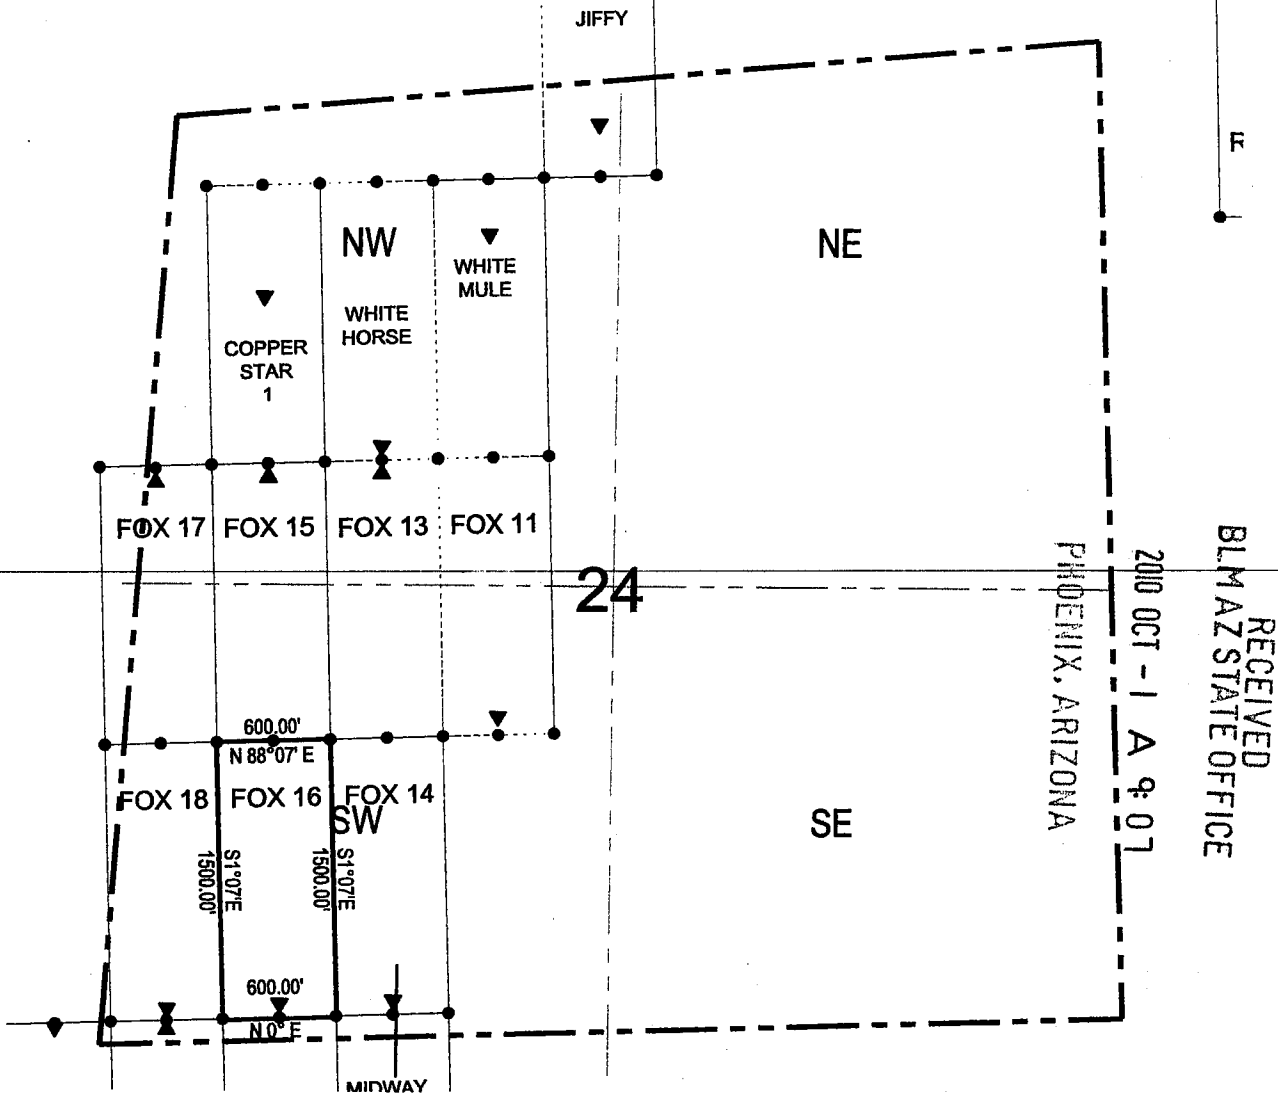 JIFFY
NW
NE
WHITE
MULE
WHITE
HORSE
COPPER
STAR
1
FOX 17
FOX 15
FOX 13
FOX 11
24
600.00'
N 88°07' E
FOX 18
FOX 16
FOX 14
SW
SE
S1°07'E
1500.00'
S1°07'E
1500.00'
600.00'
N 0° E
MIDWAY
RECEIVED
BLM AZ STATE OFFICE
2010 OCT -1 A 9:07
PHOENIX, ARIZONA